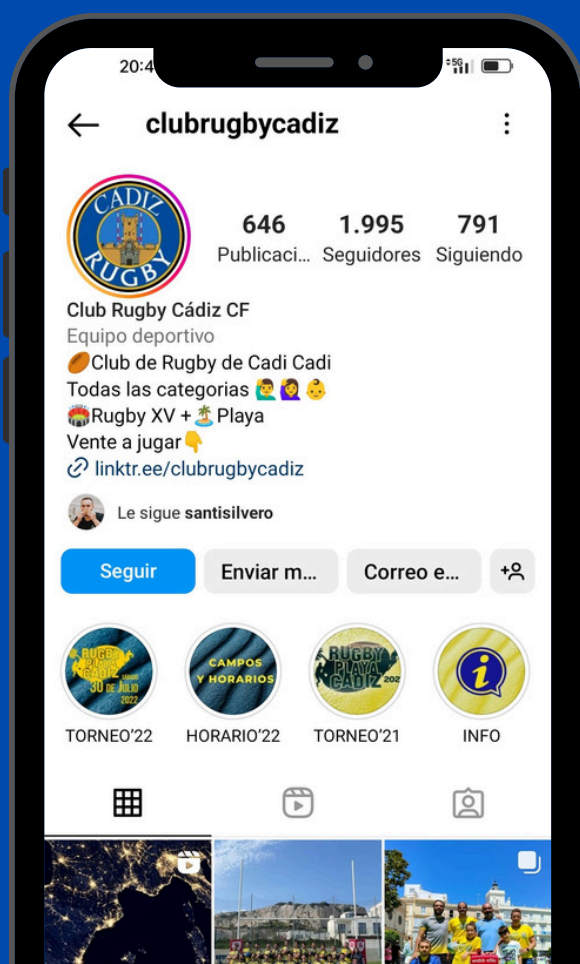 20:4
5G
clubrugbycadiz
CADIZ
RUGBY
646 1.995 791
Publicaci... Seguidores Siguiendo
Club Rugby Cádiz CF
Equipo deportivo
🏉Club de Rugby de Cadi Cadi
Todas las categorias 🙋‍♂️🙋‍♀️👶
🏟️Rugby XV + 🏝️Playa
Vente a jugar👇
linktr.ee/clubrugbycadiz
Le sigue santisilvero
Seguir Enviar m... Correo e...
RUGBY
PLAYA
CADIZ
30 DE JULIO
2022
CAMPOS
Y HORARIOS
RUGBY
PLAYA
CADIZ 202
i
TORNEO'22 HORARIO'22 TORNEO'21 INFO